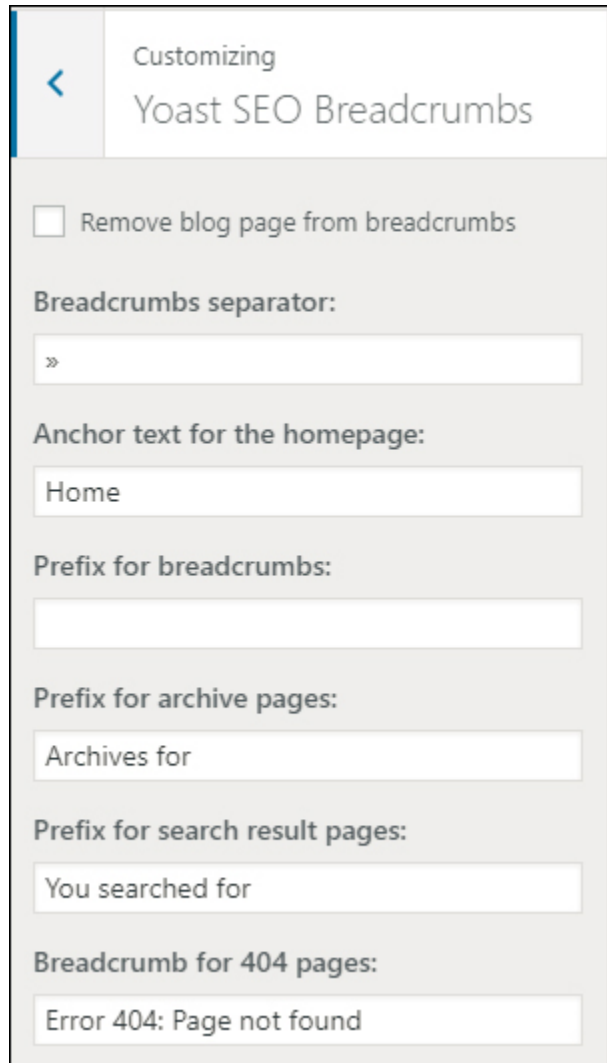 Customizing
Yoast SEO Breadcrumbs
Remove blog page from breadcrumbs
Breadcrumbs separator:
»
Anchor text for the homepage:
Home
Prefix for breadcrumbs:
Prefix for archive pages:
Archives for
Prefix for search result pages:
You searched for
Breadcrumb for 404 pages:
Error 404: Page not found